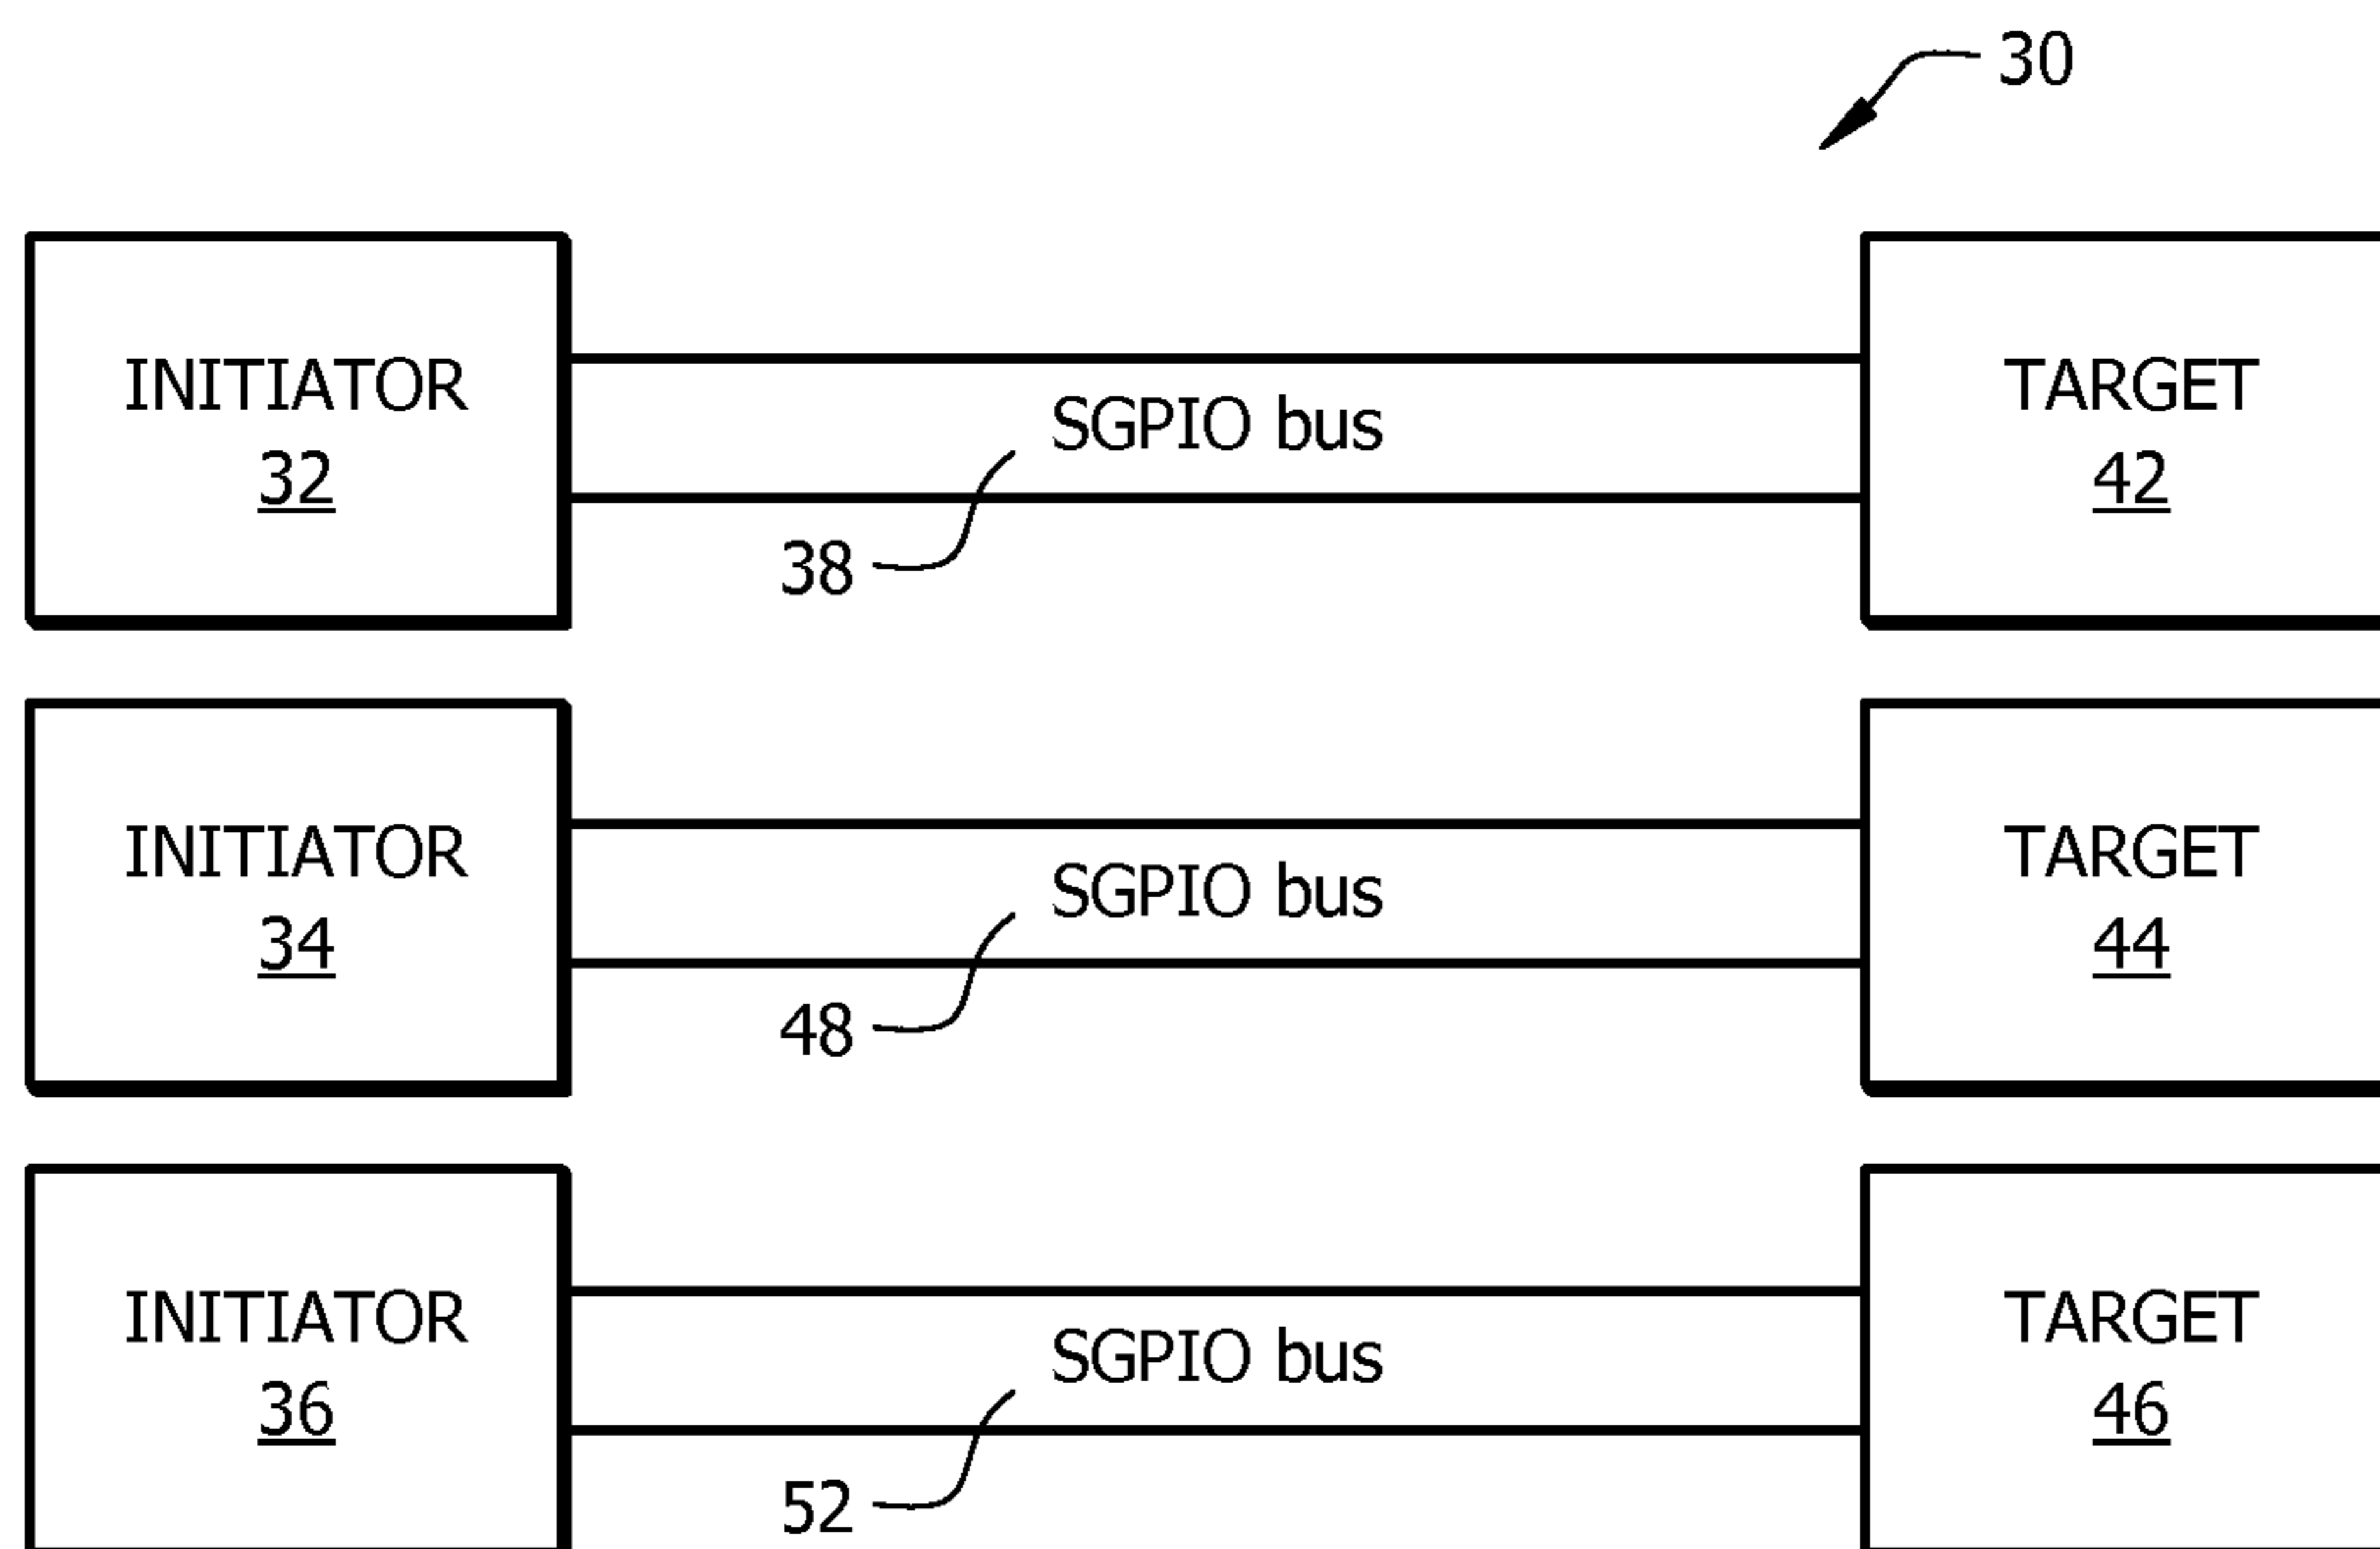 30
INITIATOR
32
SGPIO bus
38
TARGET
42
INITIATOR
34
SGPIO bus
48
TARGET
44
INITIATOR
36
SGPIO bus
52
TARGET
46